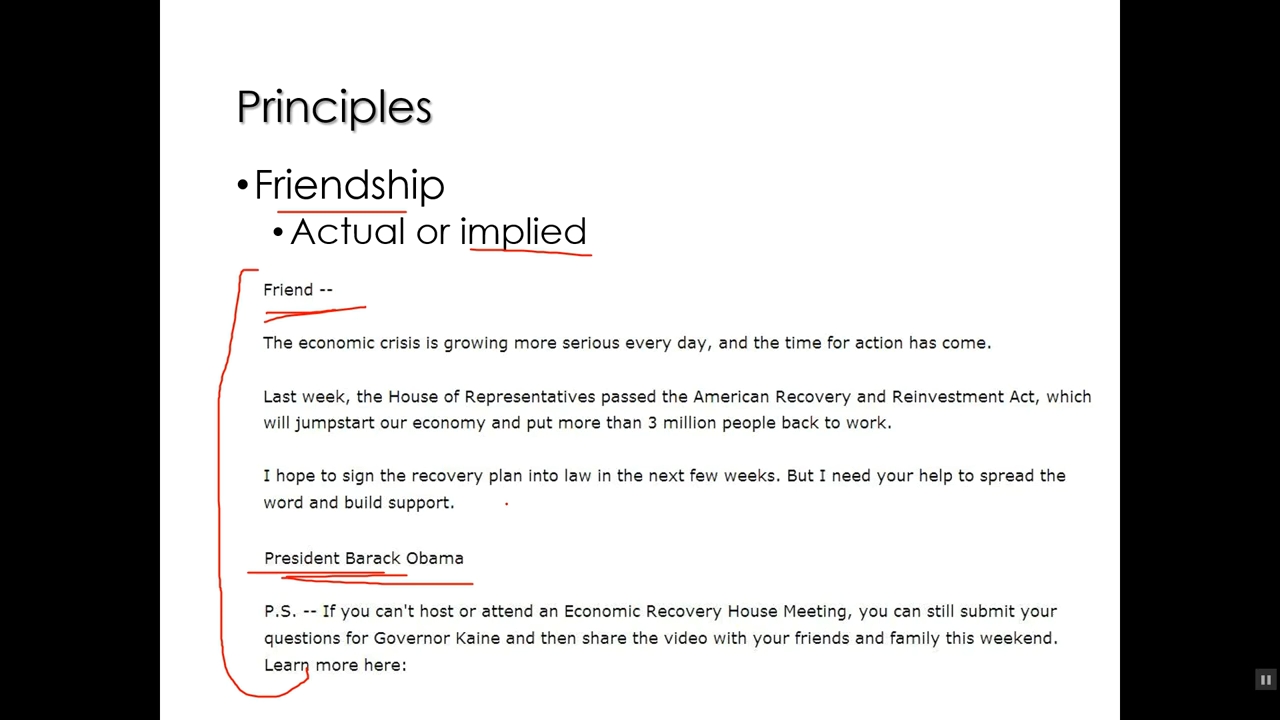 Principles
•Friendship
•Actual or implied
Friend --
The economic crisis is growing more serious every day, and the time for action has come.
Last week, the House of Representatives passed the American Recovery and Reinvestment Act, which
will jumpstart our economy and put more than 3 million people back to work.
I hope to sign the recovery plan into law in the next few weeks. But I need your help to spread the
word and build support.
President Barack Obama
P.S. -- If you can't host or attend an Economic Recovery House Meeting, you can still submit your
questions for Governor Kaine and then share the video with your friends and family this weekend.
Learn more here: